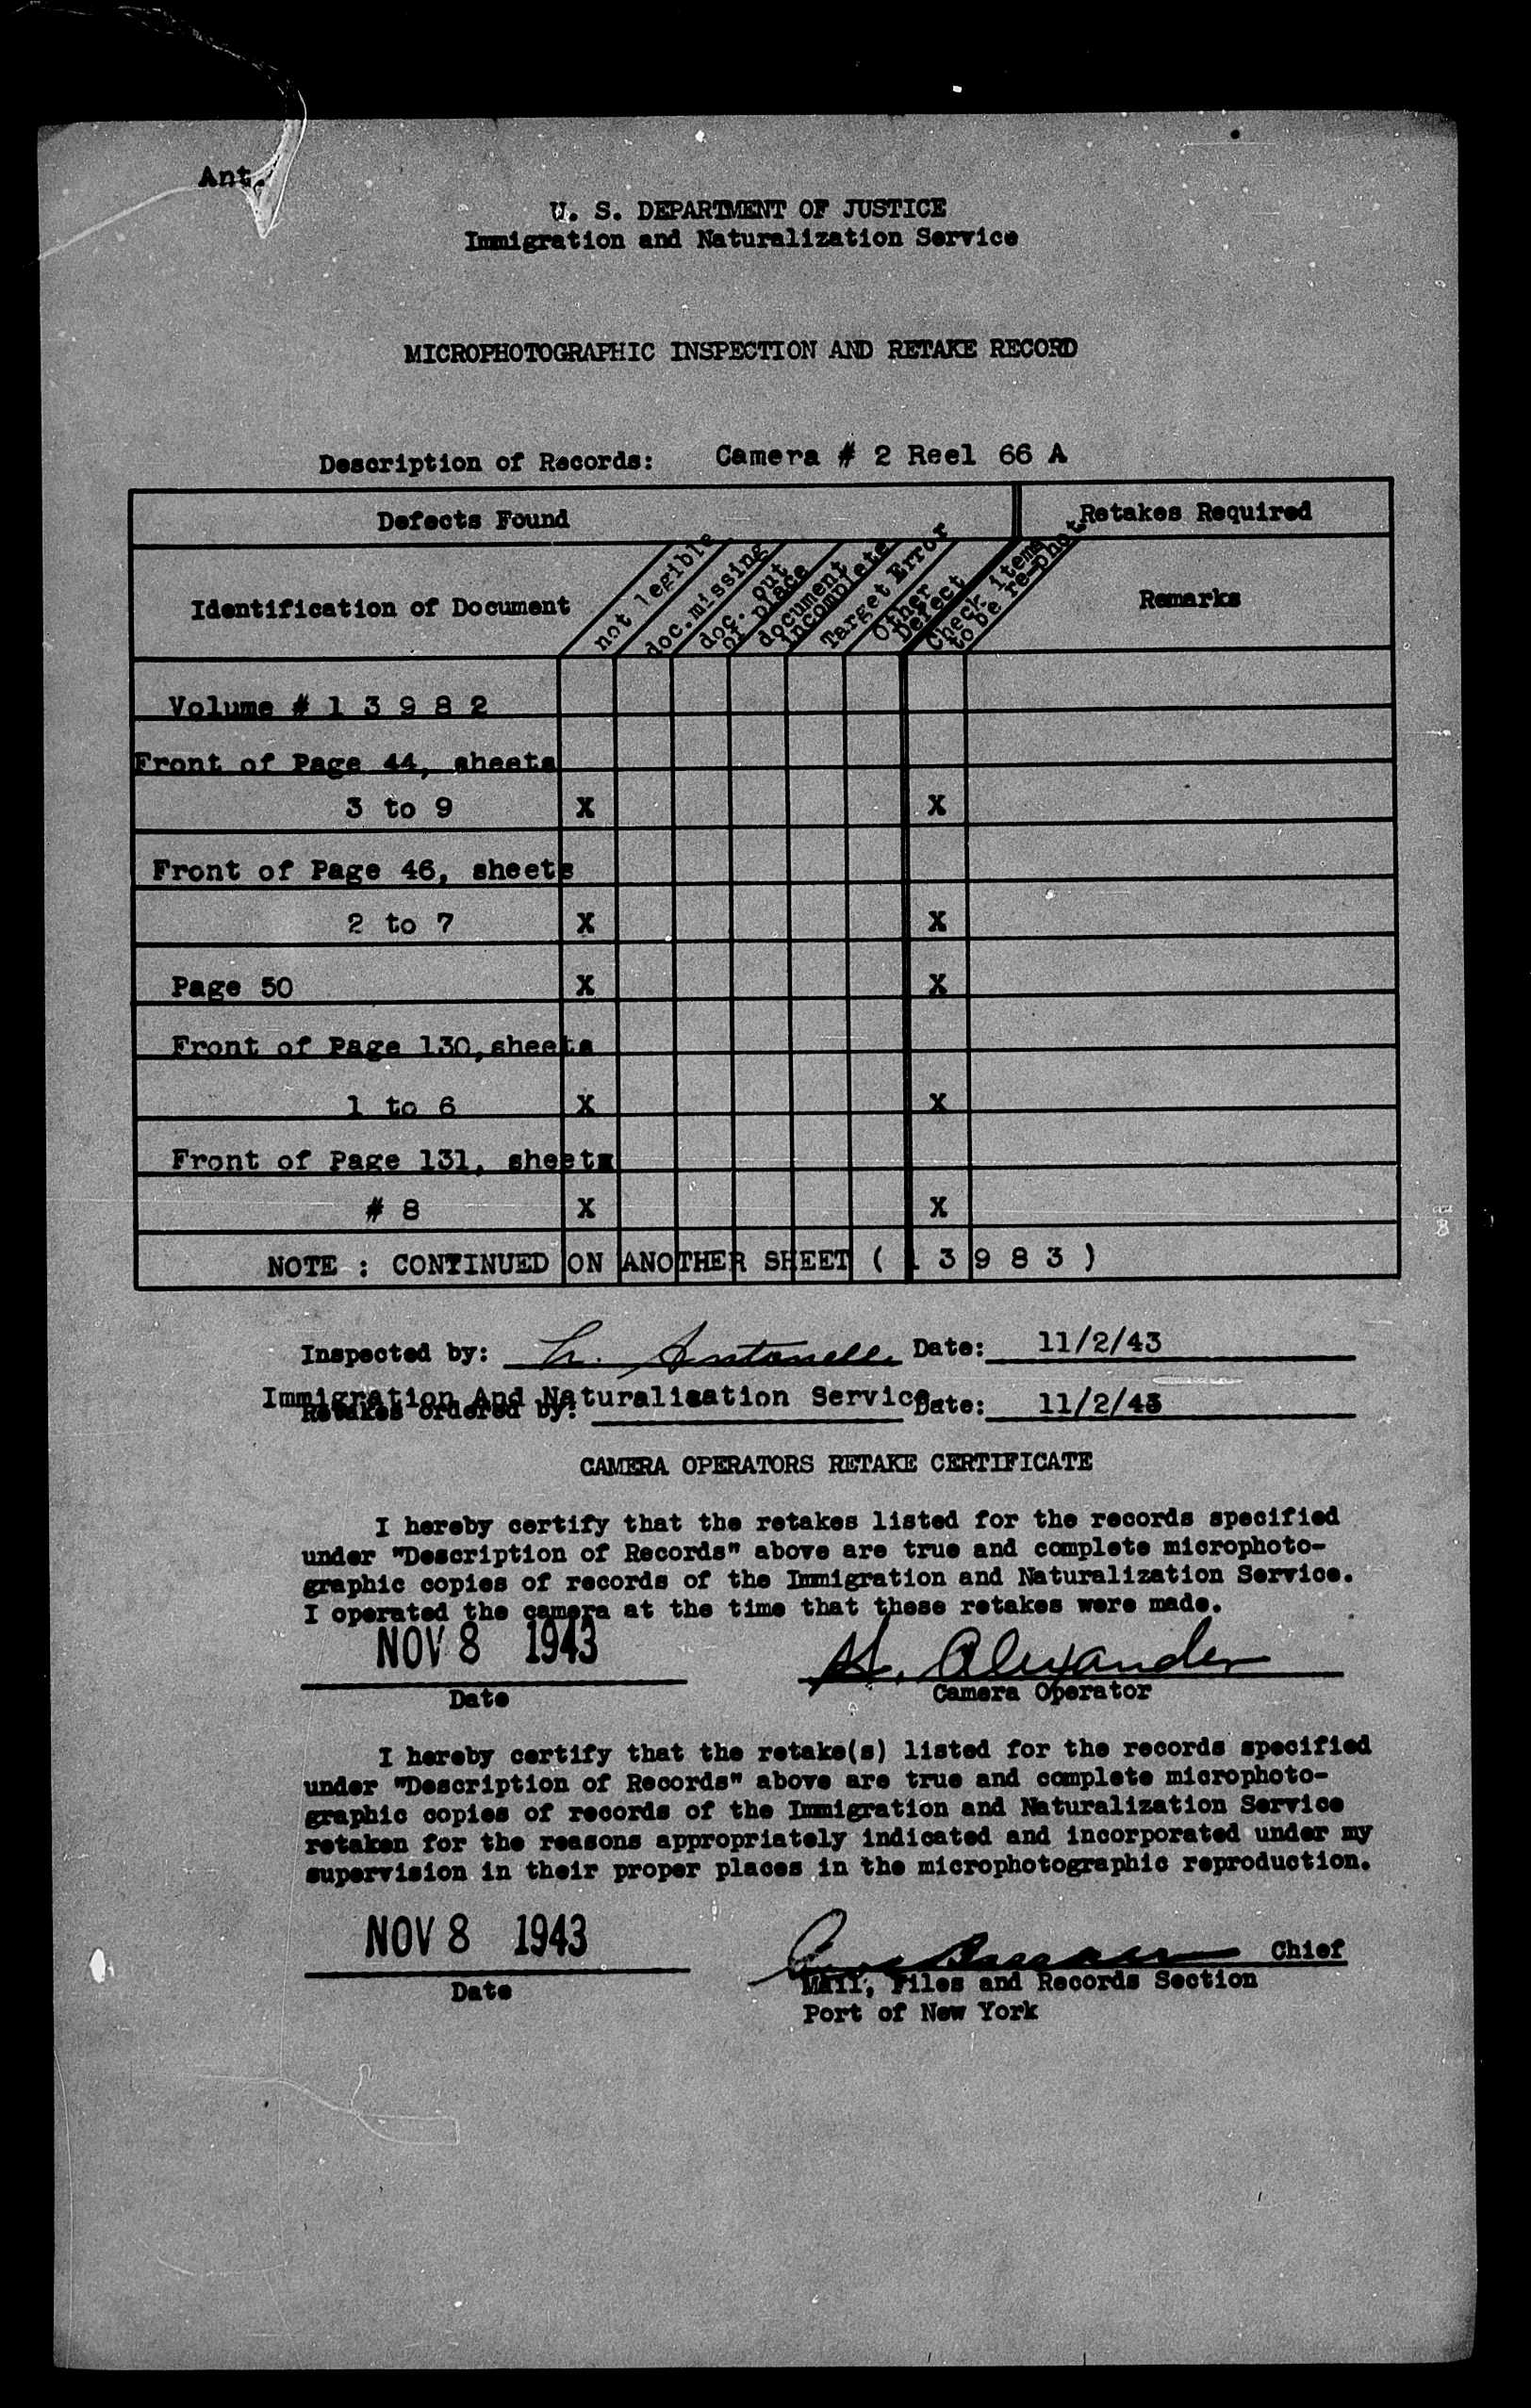 Ant.
U. S. DEPARTMENT OF JUSTICE
Immigration and Naturalization Service
MICROPHOTOGRAPHIC INSPECTION AND RETAKE RECORD
Description of Records: Camera # 2 Reel 66 A
Defects Found
Retakes Required
Identification of Document
not legible
doc. missing
doc. out
of place
document
incomplete
Target Error
Other
Defect
Check items
to be re-phot.
Remarks
Volume # 1 3 9 8 2
Front of Page 44, sheets
3 to 9 X X
Front of Page 46, sheets
2 to 7 X X
Page 50 X X
Front of Page 130, sheets
1 to 6 X X
Front of Page 131, sheets
# 8 X X
NOTE : CONTINUED ON ANOTHER SHEET ( 1 3 9 8 3 )
Inspected by: Antonelli Date: 11/2/43
Immigration And Naturalization Service
Retakes ordered by: Date: 11/2/43
CAMERA OPERATORS RETAKE CERTIFICATE
I hereby certify that the retakes listed for the records specified
under "Description of Records" above are true and complete microphoto-
graphic copies of records of the Immigration and Naturalization Service.
I operated the camera at the time that these retakes were made.
NOV 8 1943 H. Alexander
Date Camera Operator
I hereby certify that the retake(s) listed for the records specified
under "Description of Records" above are true and complete microphoto-
graphic copies of records of the Immigration and Naturalization Service
retaken for the reasons appropriately indicated and incorporated under my
supervision in their proper places in the microphotographic reproduction.
NOV 8 1943 Chief
Date Mail, Files and Records Section
Port of New York